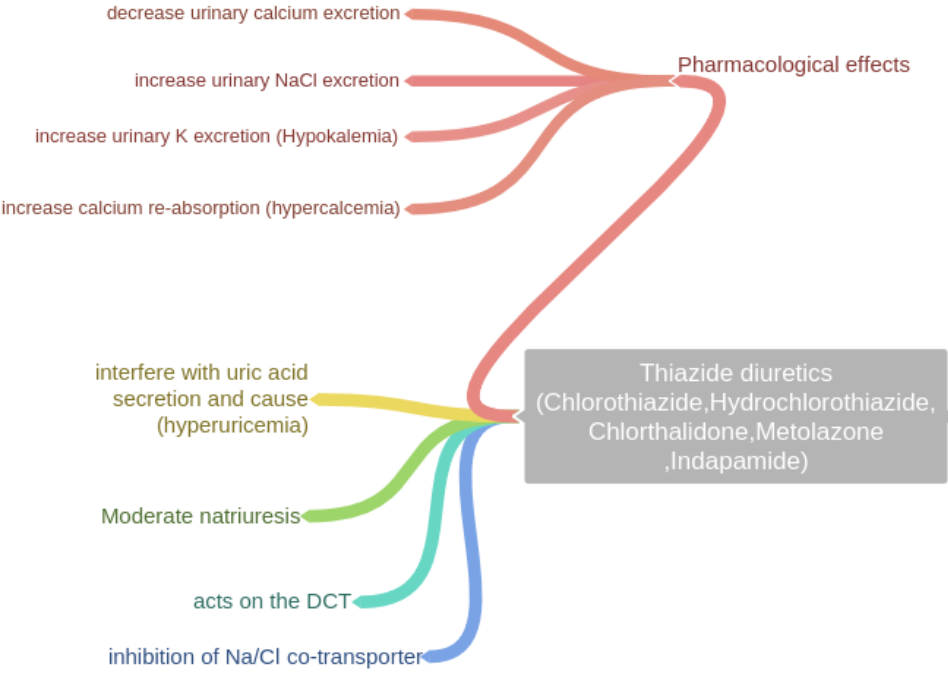 decrease urinary calcium excretion
Pharmacological effects
increase urinary NaCl excretion
increase urinary K excretion (Hypokalemia)
increase calcium re-absorption (hypercalcemia)
interfere with uric acid
secretion and cause
(hyperuricemia)
Thiazide diuretics
(Chlorothiazide,Hydrochlorothiazide,
Chlorthalidone,Metolazone
,Indapamide)
Moderate natriuresis
acts on the DCT
inhibition of Na/Cl co-transporter